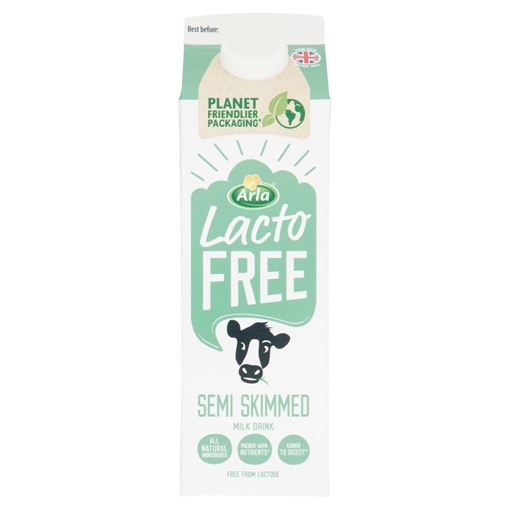 Best before:
PLANET
FRIENDLIER
PACKAGING*
Arla
Lacto
FREE
SEMI SKIMMED
MILK DRINK
ALL
NATURAL
INGREDIENTS
PACKED WITH
NUTRIENTS*
EASIER
TO DIGEST*
FREE FROM LACTOSE